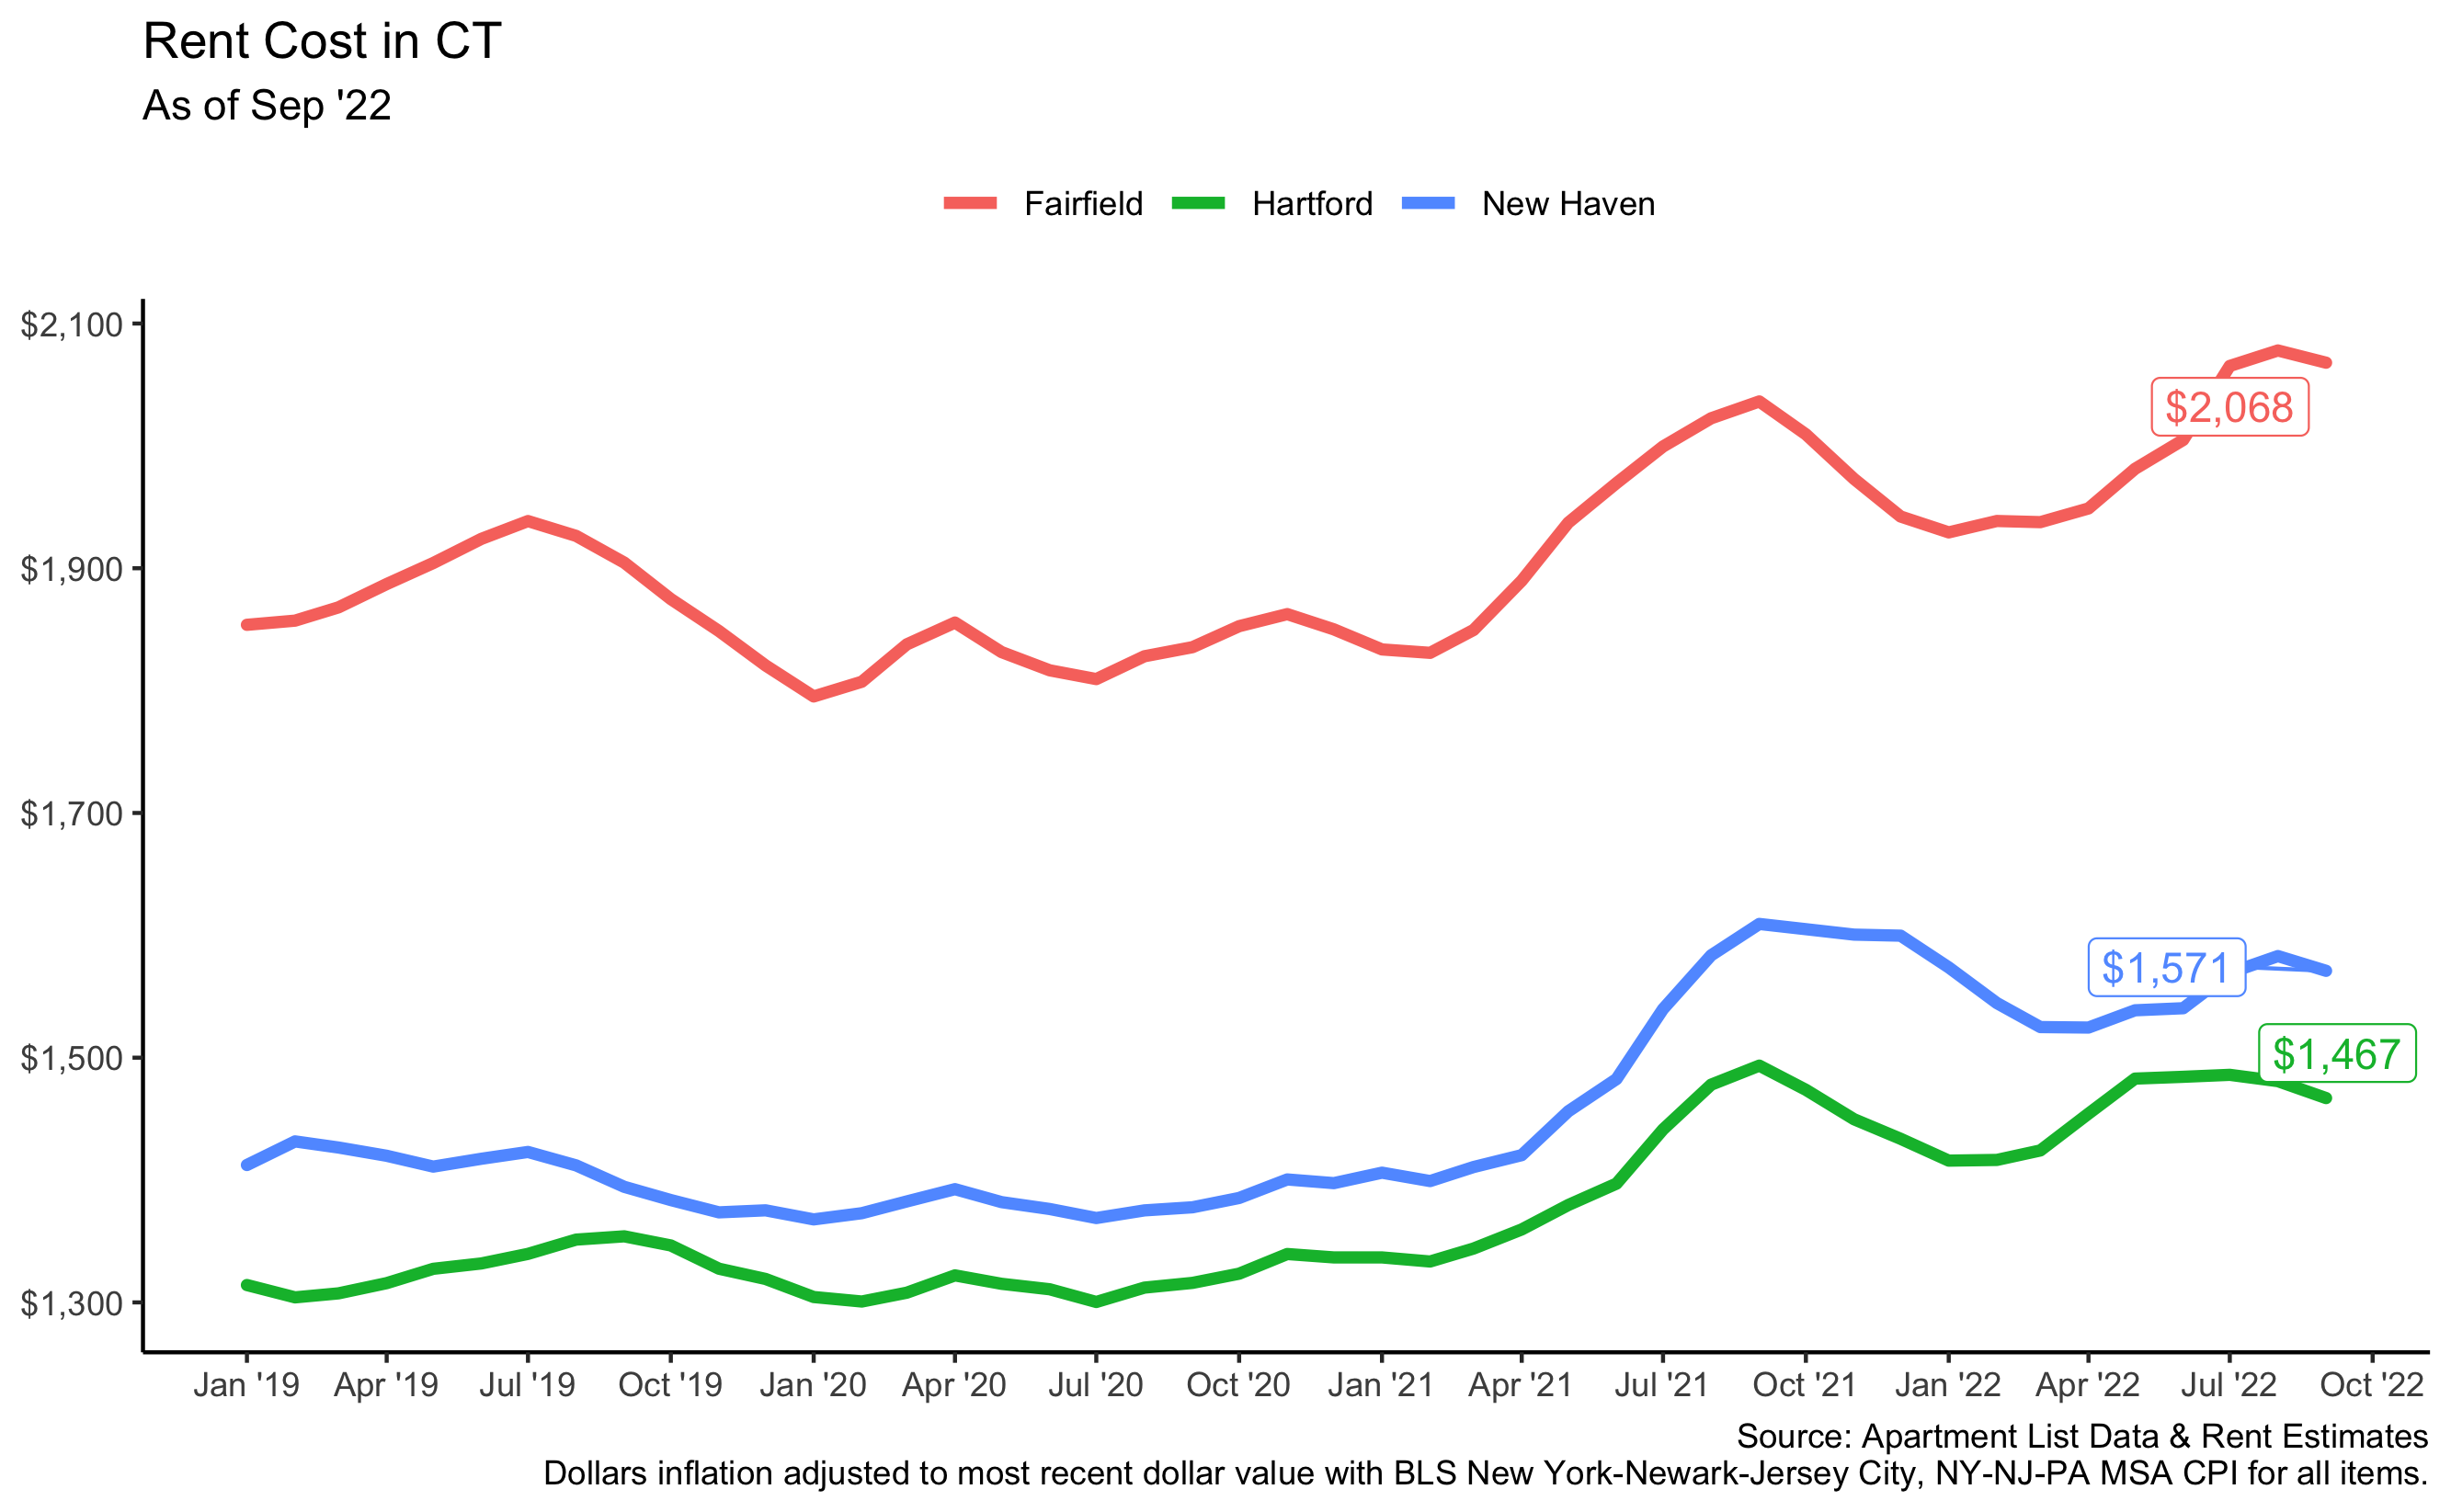 Rent Cost in CT
As of Sep '22
Fairfield Hartford New Haven
$2,100
$1,900
$1,700
$1,500
$1,300
$2,068
$1,571
$1,467
Jan '19 Apr '19 Jul '19 Oct '19 Jan '20 Apr '20 Jul '20 Oct '20 Jan '21 Apr '21 Jul '21 Oct '21 Jan '22 Apr '22 Jul '22 Oct '22
Source: Apartment List Data & Rent Estimates
Dollars inflation adjusted to most recent dollar value with BLS New York-Newark-Jersey City, NY-NJ-PA MSA CPI for all items.